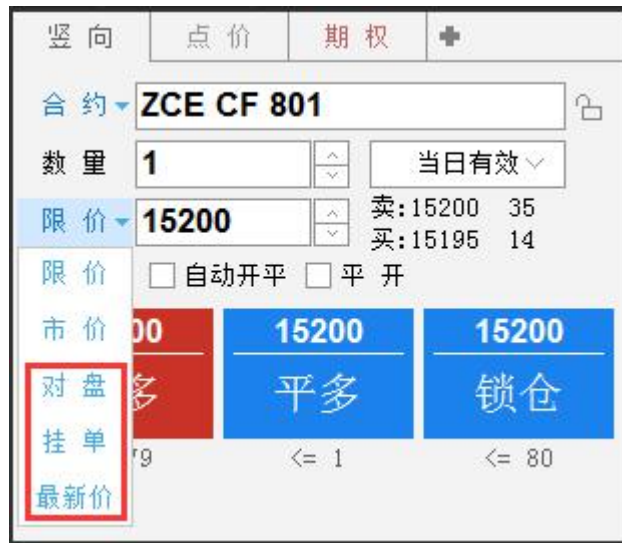 竖 向 点 价 期 权
合 约 ZCE CF 801
数 量 1 当日有效
限 价 15200 卖:15200 35
买:15195 14
限 价 自动开平 平 开
市 价 00 15200 15200
对 盘 多 平多 锁仓
挂 单 79 <= 1 <= 80
最新价